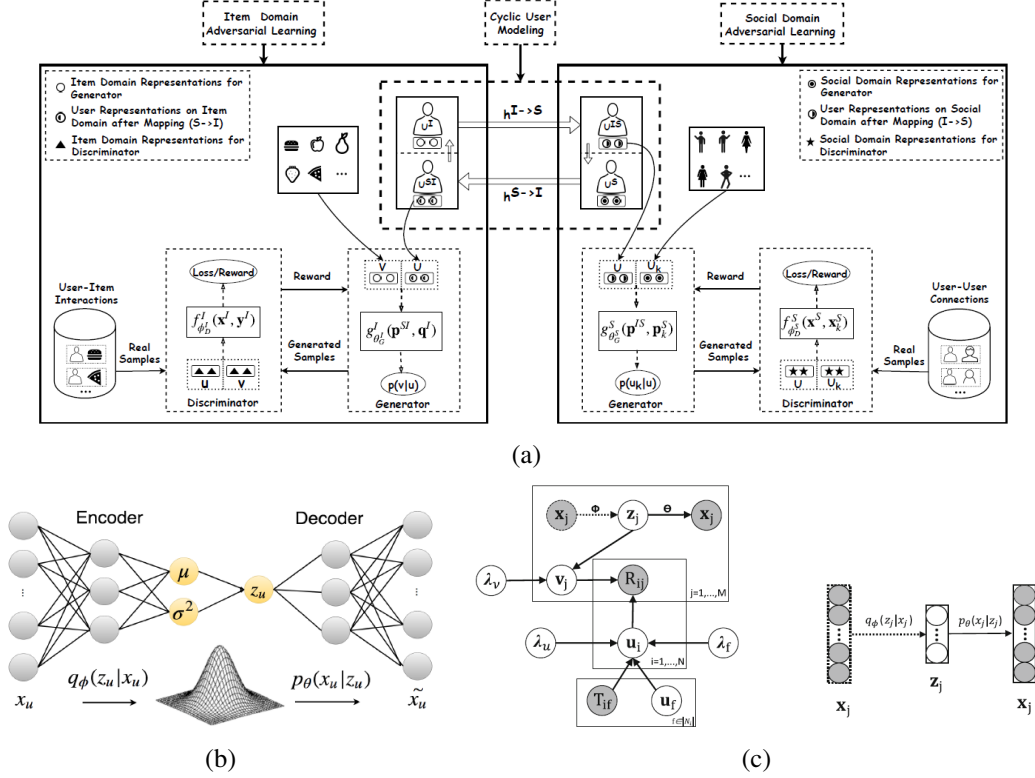 Item Domain
Adversarial Learning
Cyclic User
Modeling
Social Domain
Adversarial Learning
Item Domain Representations for
Generator
User Representations on Item
Domain after Mapping (S->I)
Item Domain Representations for
Discriminator
U^I
U^SI
h^I->S
h^S->I
U^IS
U^S
Social Domain Representations for
Generator
User Representations on Social
Domain after Mapping (I->S)
Social Domain Representations for
Discriminator
...
...
User-Item
Interactions
...
Real
Samples
Loss/Reward
f^I_{φ^I_D}(x^I, y^I)
u v
Discriminator
Reward
Generated
Samples
V U
g^I_{θ^I_G}(p^SI, q^I)
p(v|u)
Generator
U U_k
g^S_{θ^S_G}(p^IS, p^S_k)
p(u_k|u)
Generator
Reward
Generated
Samples
Loss/Reward
f^S_{φ^S_D}(x^S, x^S_k)
U U_k
Discriminator
Real
Samples
User-User
Connections
...
(a)
Encoder
Decoder
μ
σ²
z_u
...
...
x_u
q_ϕ(z_u|x_u)
p_θ(x_u|z_u)
x̃_u
(b)
x_j Φ z_j Θ x_j
λ_v v_j R_ij
j=1,...,M
λ_u u_i λ_f
i=1,...,N
T_if u_f
f∈|N_i|
q_ϕ(z_j|x_j)
p_θ(x_j|z_j)
x_j
z_j
x_j
(c)